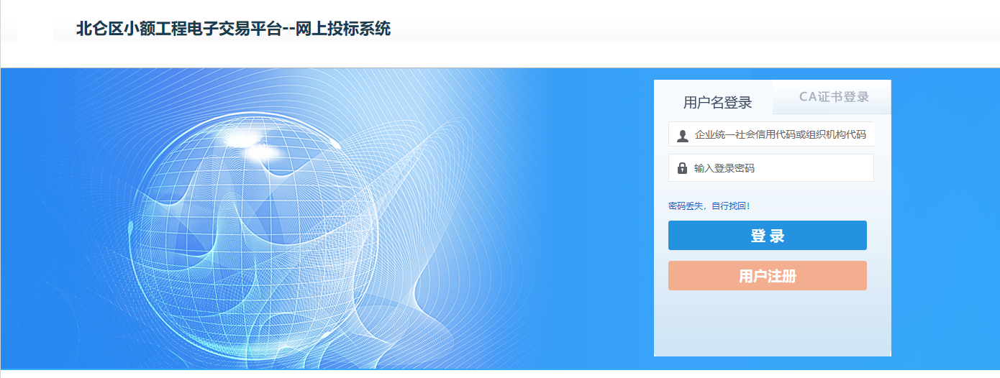 北仑区小额工程电子交易平台--网上投标系统
用户名登录
CA证书登录
企业统一社会信用代码或组织机构代码
输入登录密码
密码丢失，自行找回！
登 录
用户注册